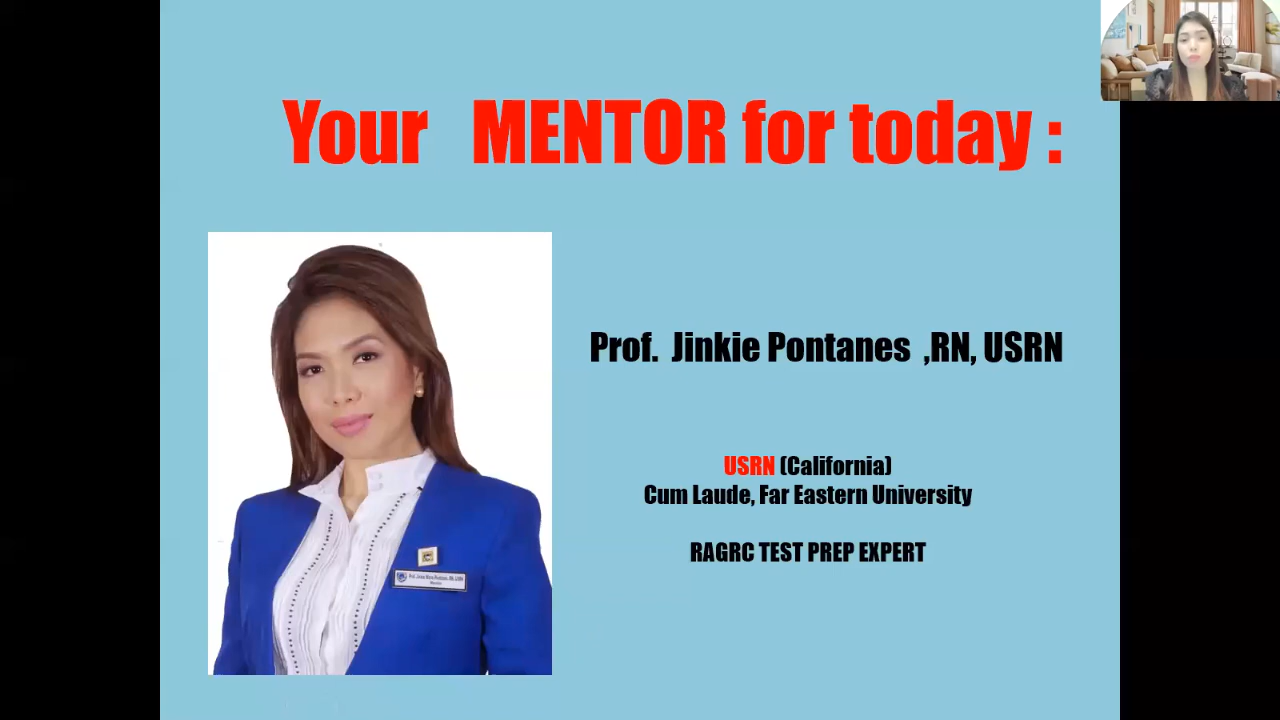 Your MENTOR for today :
Prof. Jinkie Pontanes ,RN, USRN
USRN (California)
Cum Laude, Far Eastern University
RAGRC TEST PREP EXPERT